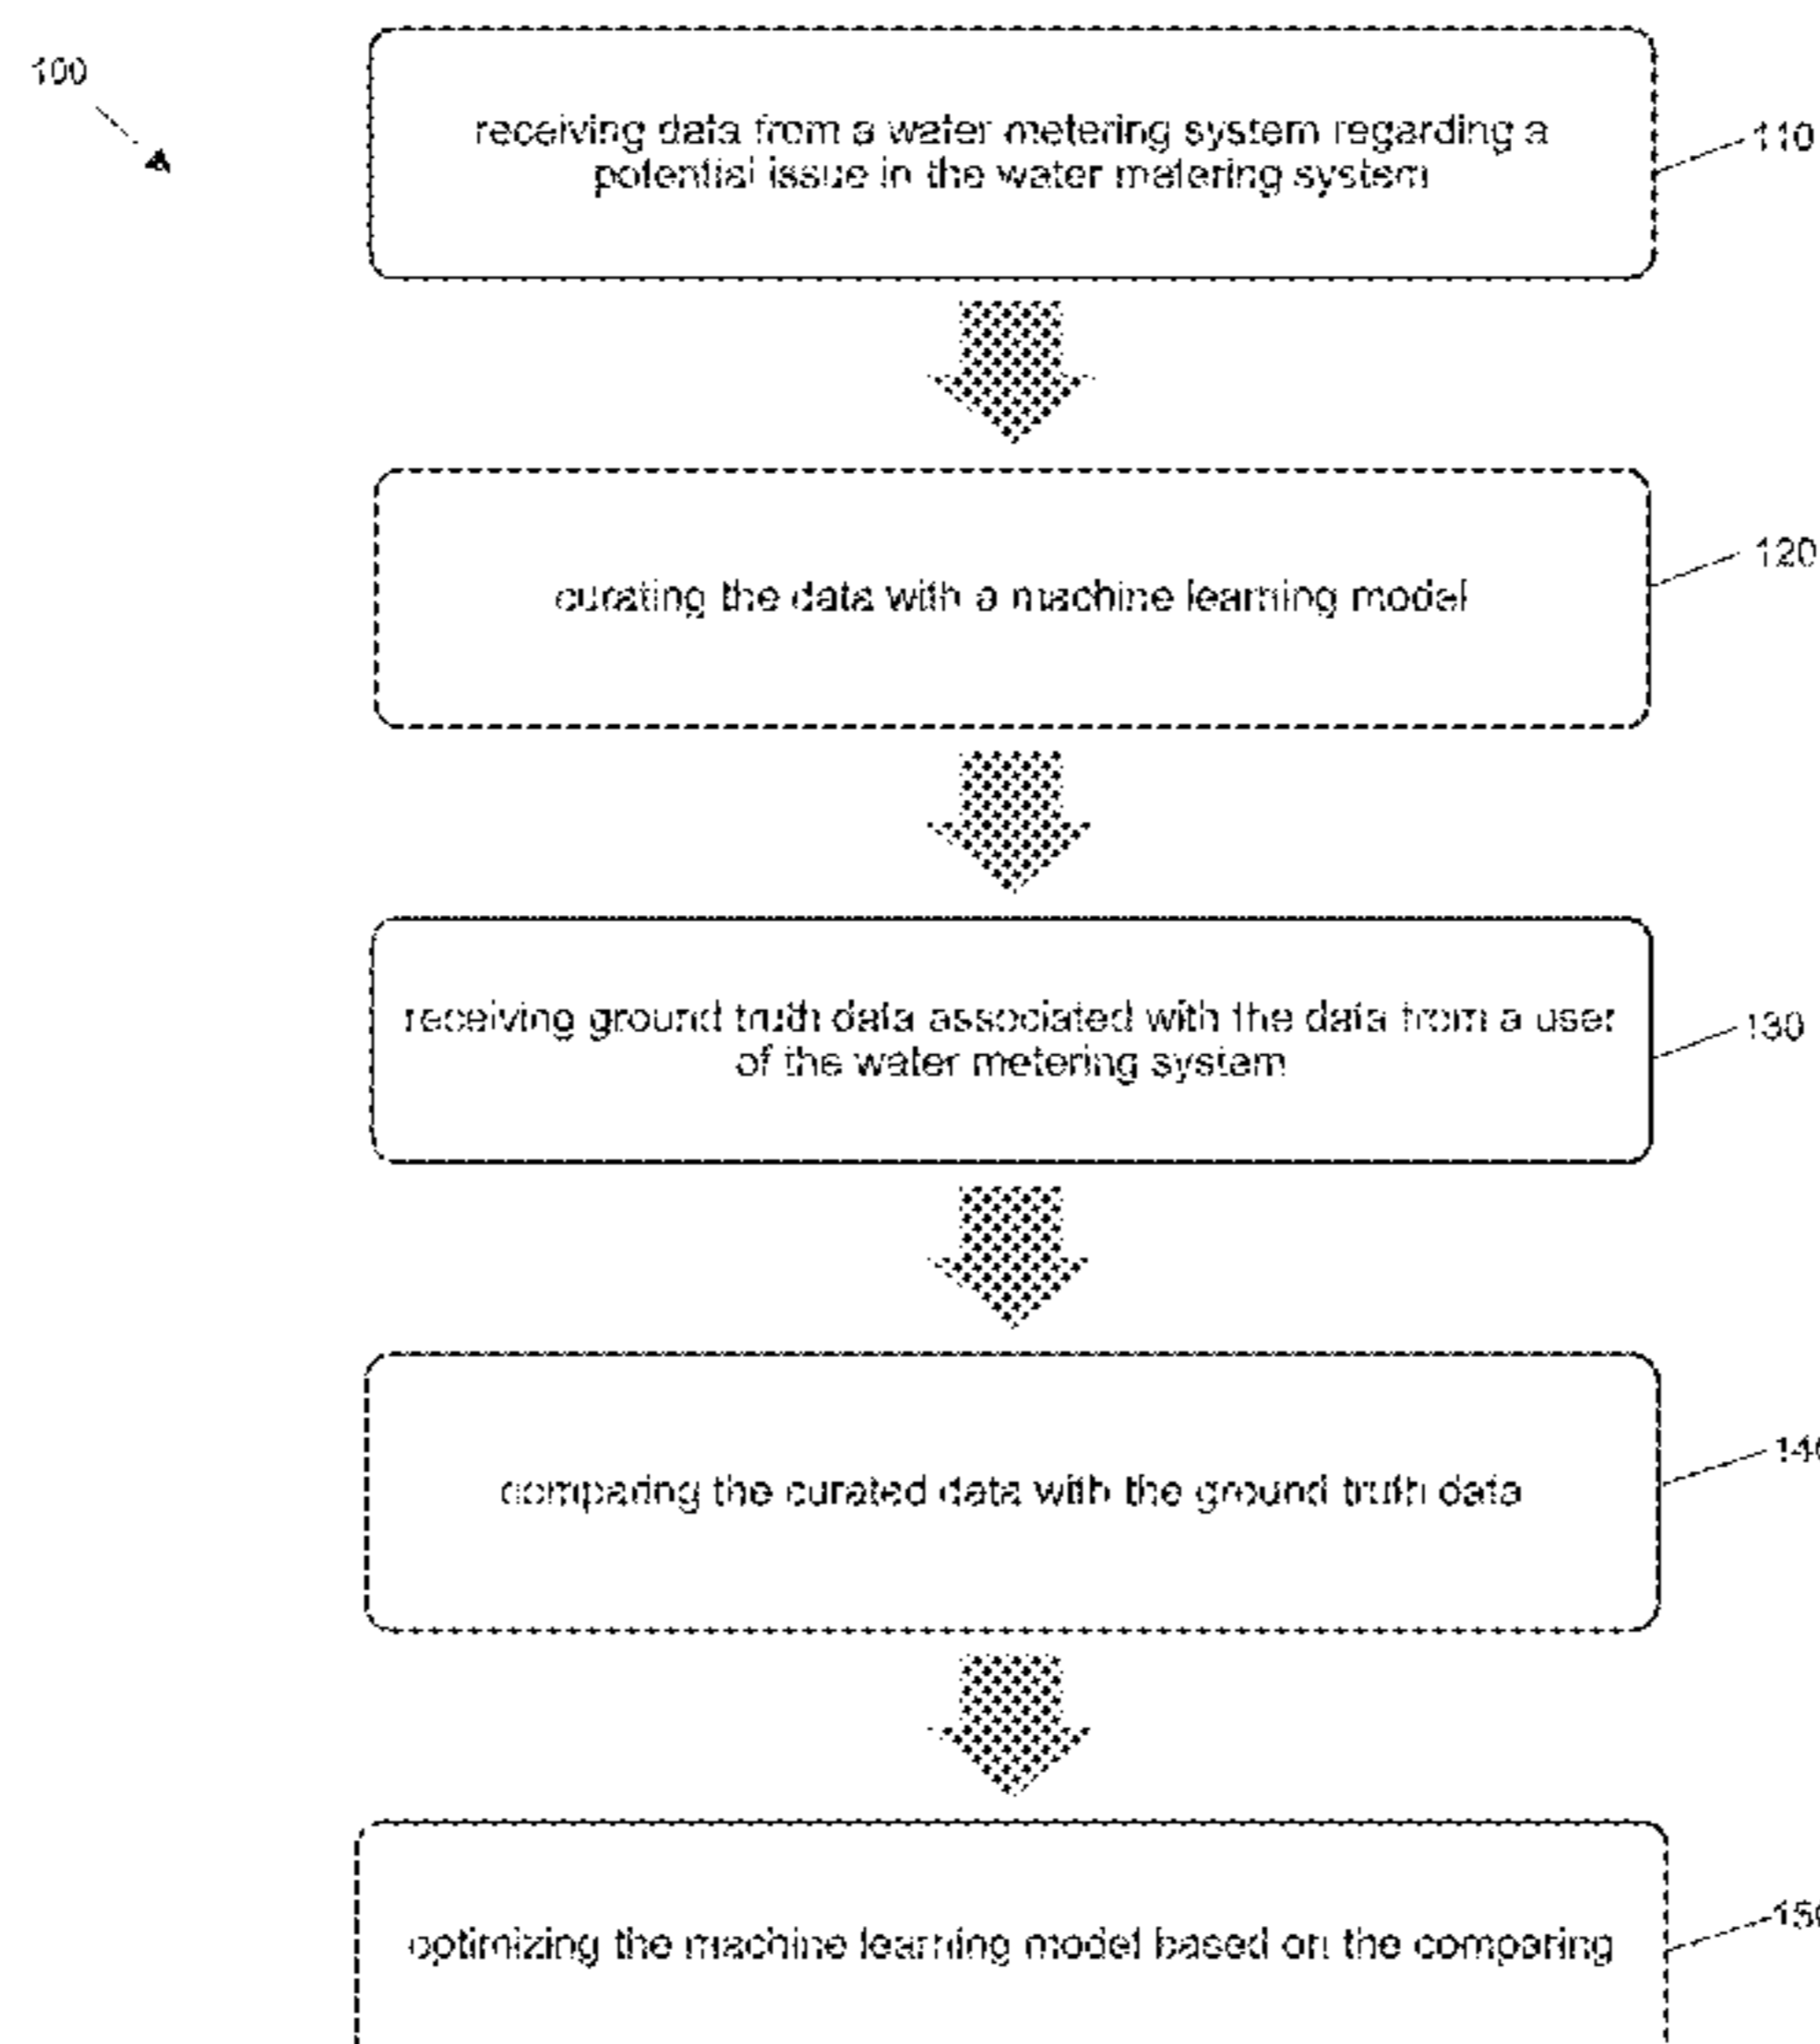 100
receiving data from a water metering system regarding a
potential issue in the water metering system
110
curating the data with a machine learning model
120
receiving ground truth data associated with the data from a user
of the water metering system
130
comparing the curated data with the ground truth data
140
optimizing the machine learning model based on the comparing
150